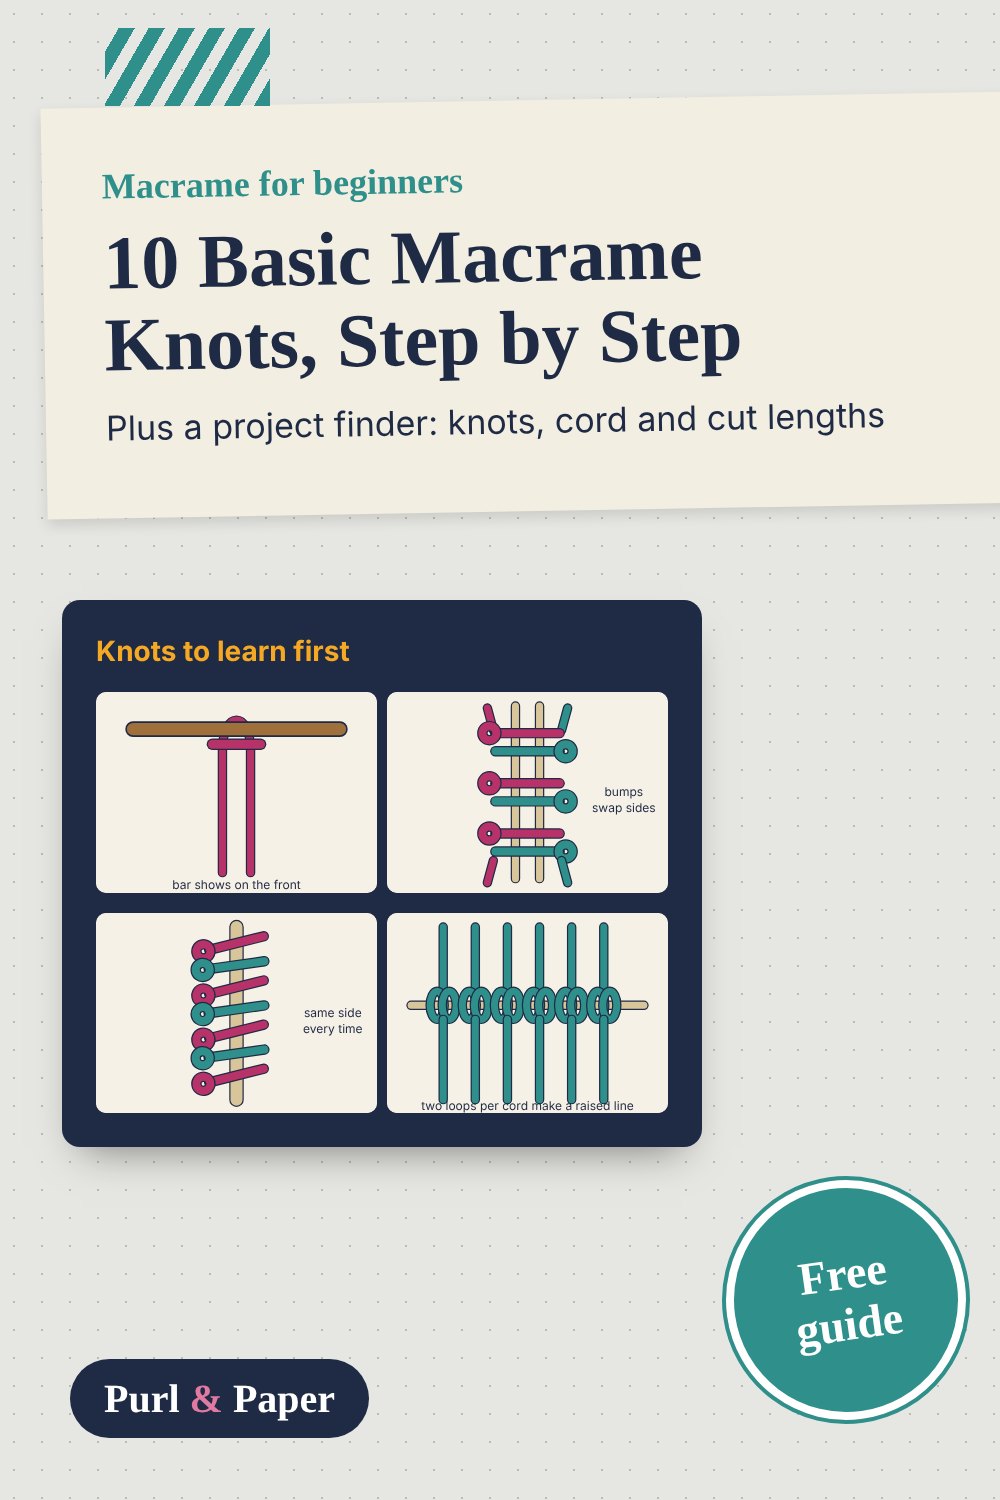 Macrame for beginners
10 Basic Macrame
Knots, Step by Step
Plus a project finder: knots, cord and cut lengths
Knots to learn first
bar shows on the front
bumps
swap sides
same side
every time
two loops per cord make a raised line
Free
guide
Purl & Paper